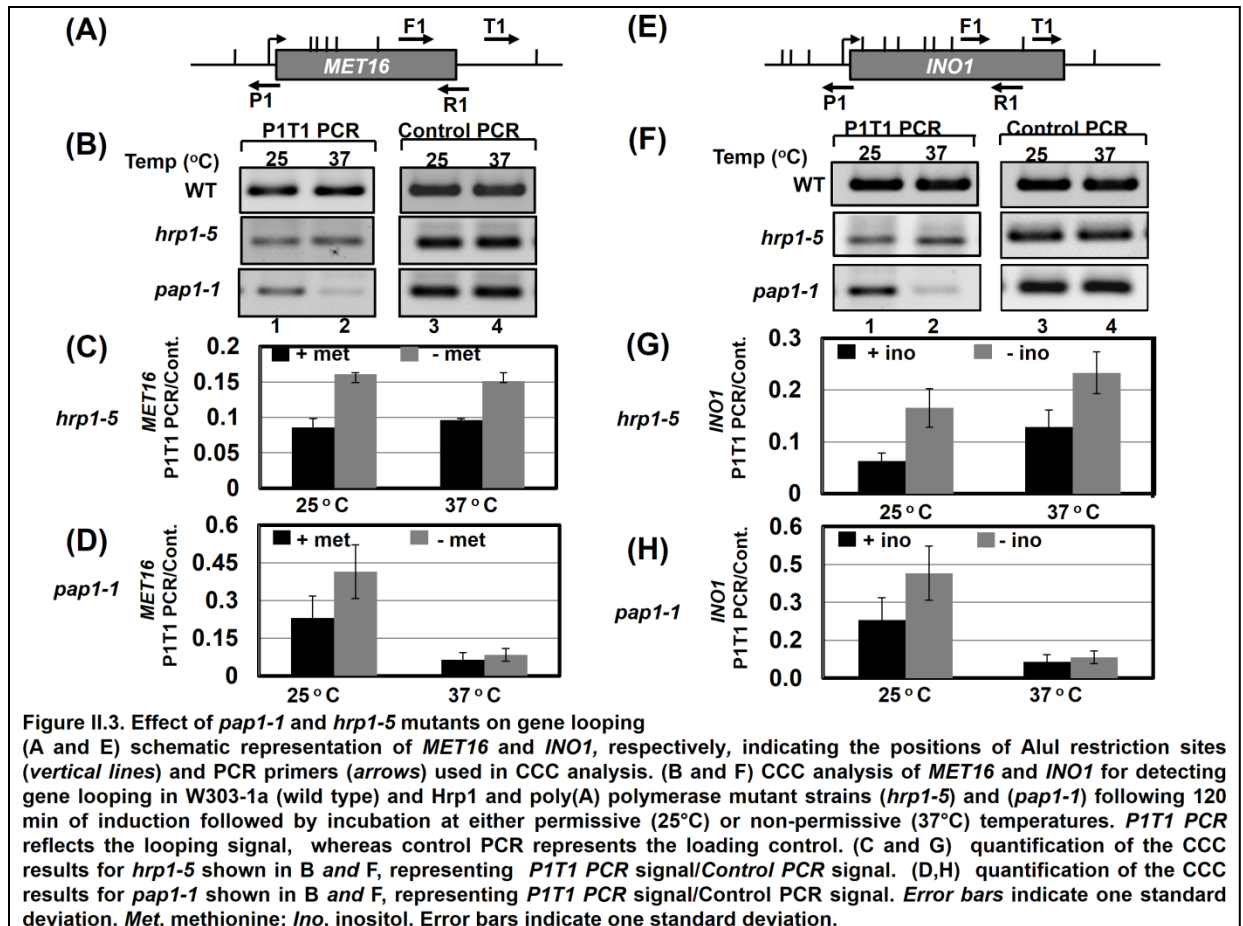 (A)
F1
T1
MET16
P1
R1
(B)
P1T1 PCR
Control PCR
Temp (°C)
25
37
25
37
WT
hrp1-5
pap1-1
1
2
3
4
(C)
hrp1-5
MET16
P1T1 PCR/Cont.
0.2
0.15
0.1
0.05
0
+ met
- met
25 ° C
37 ° C
(D)
pap1-1
MET16
P1T1 PCR/Cont.
0.6
0.45
0.3
0.15
0
+ met
- met
25 ° C
37 ° C
(E)
F1
T1
INO1
P1
R1
(F)
P1T1 PCR
Control PCR
Temp (°C)
25
37
25
37
WT
hrp1-5
pap1-1
1
2
3
4
(G)
hrp1-5
INO1
P1T1 PCR/Cont.
0.3
0.2
0.1
0
+ ino
- ino
25 ° C
37 ° C
(H)
pap1-1
INO1
P1T1 PCR/Cont.
0.6
0.5
0.3
0.2
0.0
+ ino
- ino
25 ° C
37 ° C
Figure II.3. Effect of pap1-1 and hrp1-5 mutants on gene looping
(A and E) schematic representation of MET16 and INO1, respectively, indicating the positions of AluI restriction sites
(vertical lines) and PCR primers (arrows) used in CCC analysis. (B and F) CCC analysis of MET16 and INO1 for detecting
gene looping in W303-1a (wild type) and Hrp1 and poly(A) polymerase mutant strains (hrp1-5) and (pap1-1) following 120
min of induction followed by incubation at either permissive (25°C) or non-permissive (37°C) temperatures. P1T1 PCR
reflects the looping signal, whereas control PCR represents the loading control. (C and G) quantification of the CCC
results for hrp1-5 shown in B and F, representing P1T1 PCR signal/Control PCR signal. (D,H) quantification of the CCC
results for pap1-1 shown in B and F, representing P1T1 PCR signal/Control PCR signal. Error bars indicate one standard
deviation. Met, methionine; Ino, inositol. Error bars indicate one standard deviation.